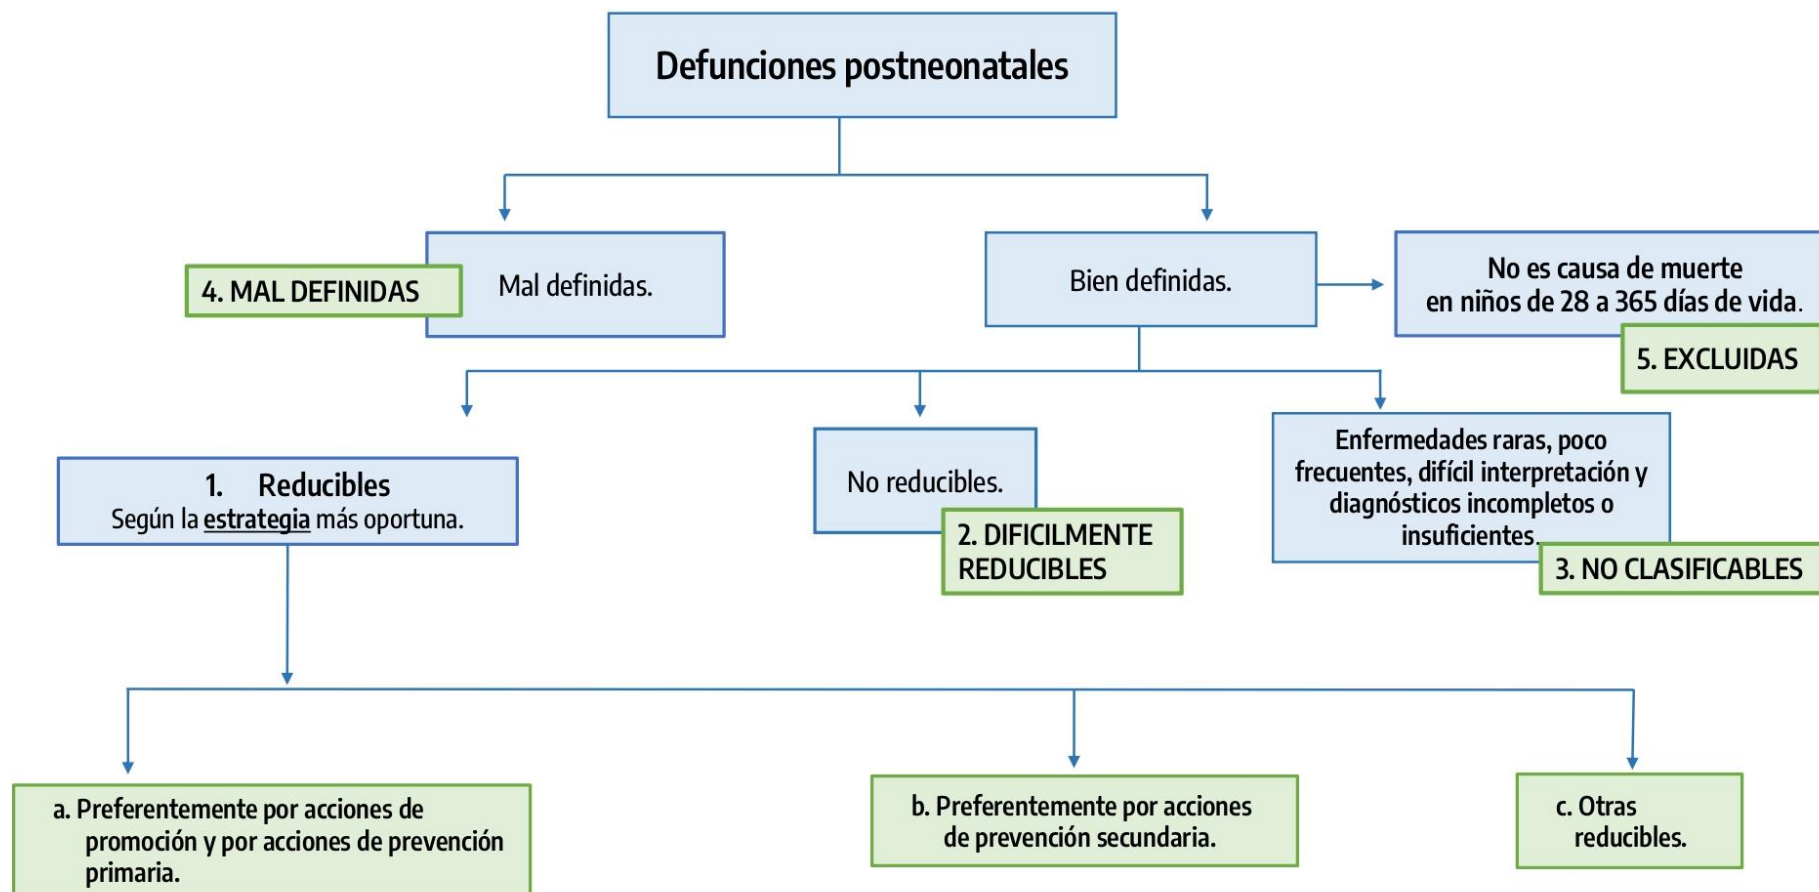 Defunciones postneonatales
4. MAL DEFINIDAS
Mal definidas.
Bien definidas.
No es causa de muerte
en niños de 28 a 365 días de vida.
5. EXCLUIDAS
1. Reducibles
Según la estrategia más oportuna.
No reducibles.
2. DIFICILMENTE
REDUCIBLES
Enfermedades raras, poco
frecuentes, difícil interpretación y
diagnósticos incompletos o
insuficientes.
3. NO CLASIFICABLES
a. Preferentemente por acciones de
promoción y por acciones de prevención
primaria.
b. Preferentemente por acciones
de prevención secundaria.
c. Otras
reducibles.